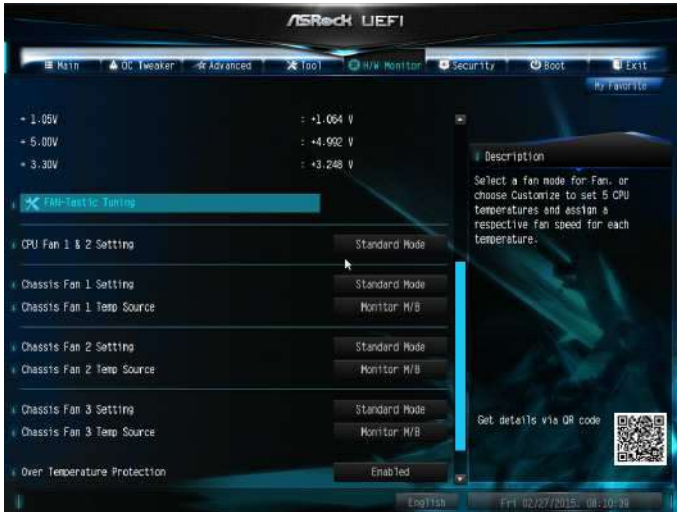 ASRock UEFI
Main
OC Tweaker
Advanced
Tool
H/W Monitor
Security
Boot
Exit
My Favorite
+ 1.05V : +1.064 V
+ 5.00V : +4.992 V
+ 3.30V : +3.248 V
FAN-Tastic Tuning
CPU Fan 1 & 2 Setting Standard Mode
Chassis Fan 1 Setting Standard Mode
Chassis Fan 1 Temp Source Monitor M/B
Chassis Fan 2 Setting Standard Mode
Chassis Fan 2 Temp Source Monitor M/B
Chassis Fan 3 Setting Standard Mode
Chassis Fan 3 Temp Source Monitor M/B
Over Temperature Protection Enabled
Description
Select a fan mode for Fan. or
choose Customize to set 5 CPU
temperatures and assign a
respective fan speed for each
temperature.
Get details via QR code
English
Fri 02/27/2015. 08:10:39